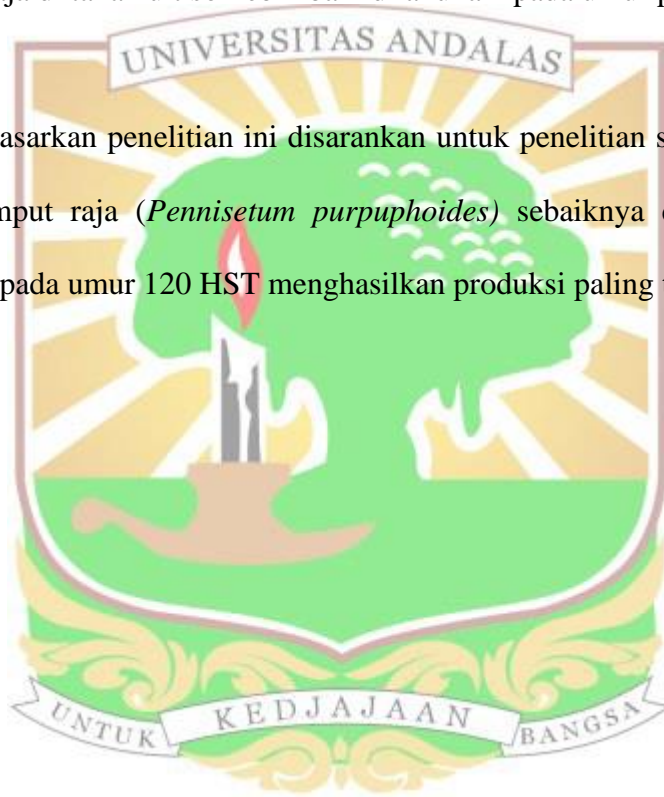 UNIVERSITAS ANDALAS
asarkan penelitian ini disarankan untuk penelitian s
mput raja (Pennisetum purpuphoides) sebaiknya
pada umur 120 HST menghasilkan produksi paling
UNTUK KEDJAJAAN BANGSA